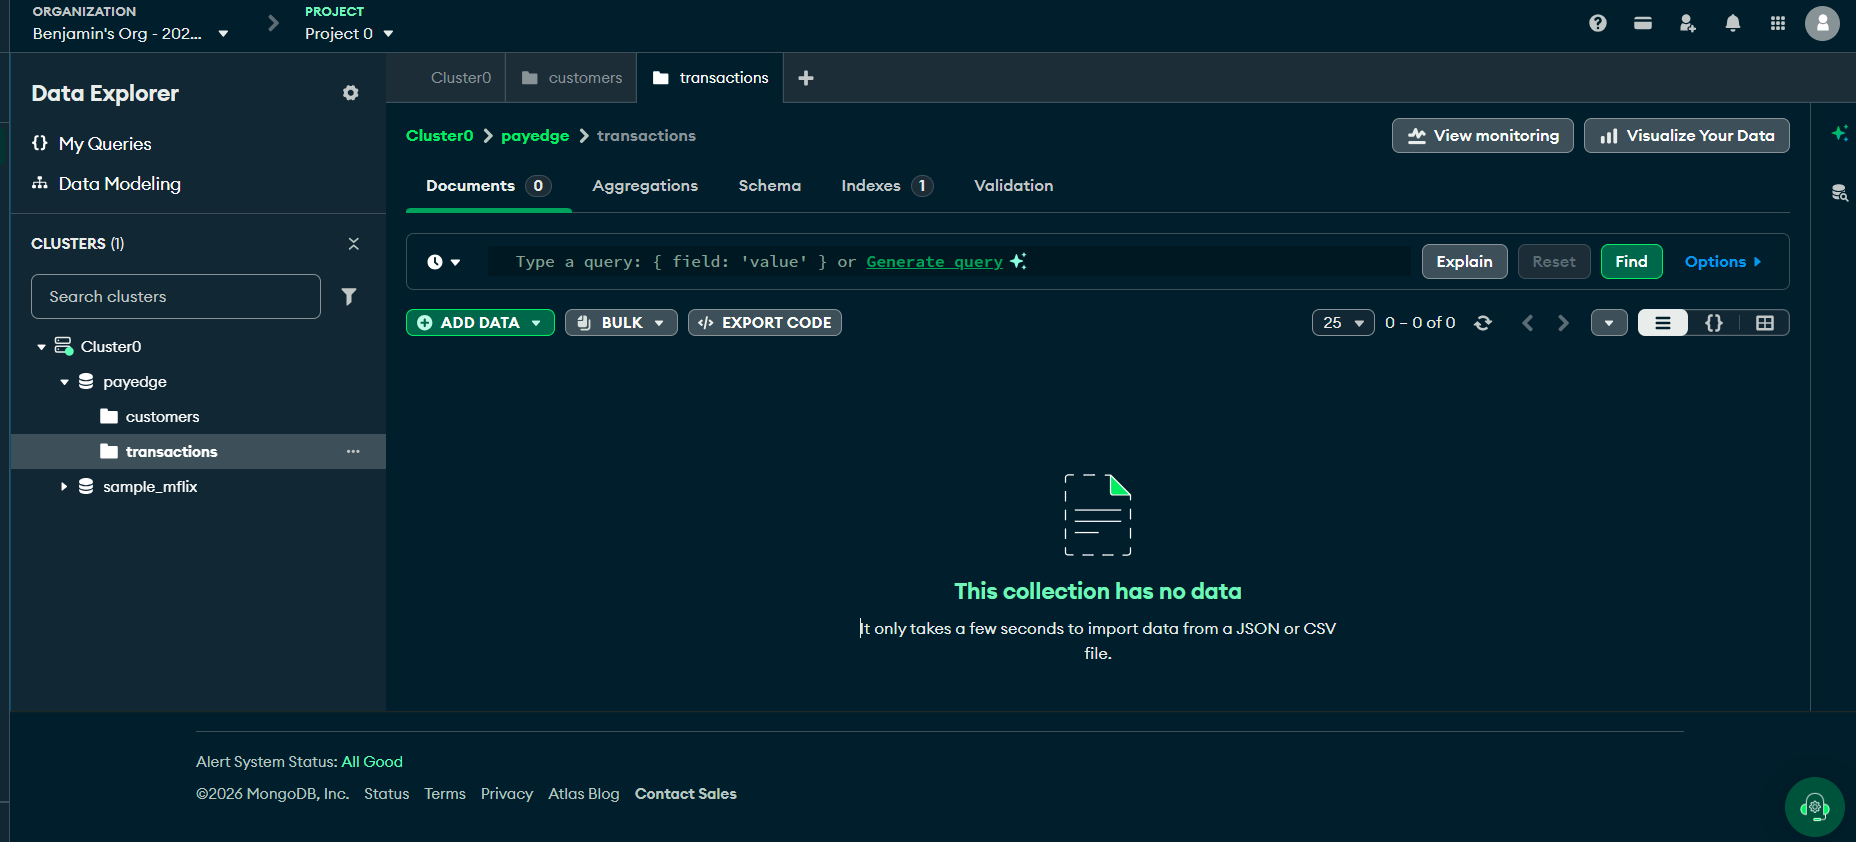 ORGANIZATION
Benjamin's Org - 202...
PROJECT
Project 0
Data Explorer
My Queries
Data Modeling
CLUSTERS (1)
Search clusters
Cluster0
payedge
customers
transactions
sample_mflix
Cluster0
customers
transactions
Cluster0 > payedge > transactions
View monitoring
Visualize Your Data
Documents 0
Aggregations
Schema
Indexes 1
Validation
Type a query: { field: 'value' } or Generate query
Explain
Reset
Find
Options
ADD DATA
BULK
</> EXPORT CODE
25
0 – 0 of 0
This collection has no data
It only takes a few seconds to import data from a JSON or CSV
file.
Alert System Status: All Good
©2026 MongoDB, Inc. Status Terms Privacy Atlas Blog Contact Sales